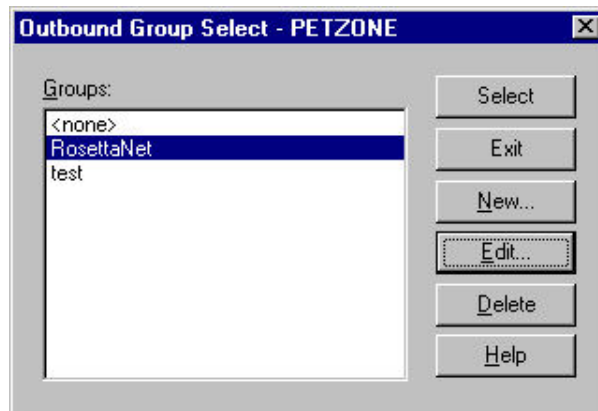 Outbound Group Select - PETZONE
Groups:
<none>
RosettaNet
test
Select
Exit
New...
Edit...
Delete
Help